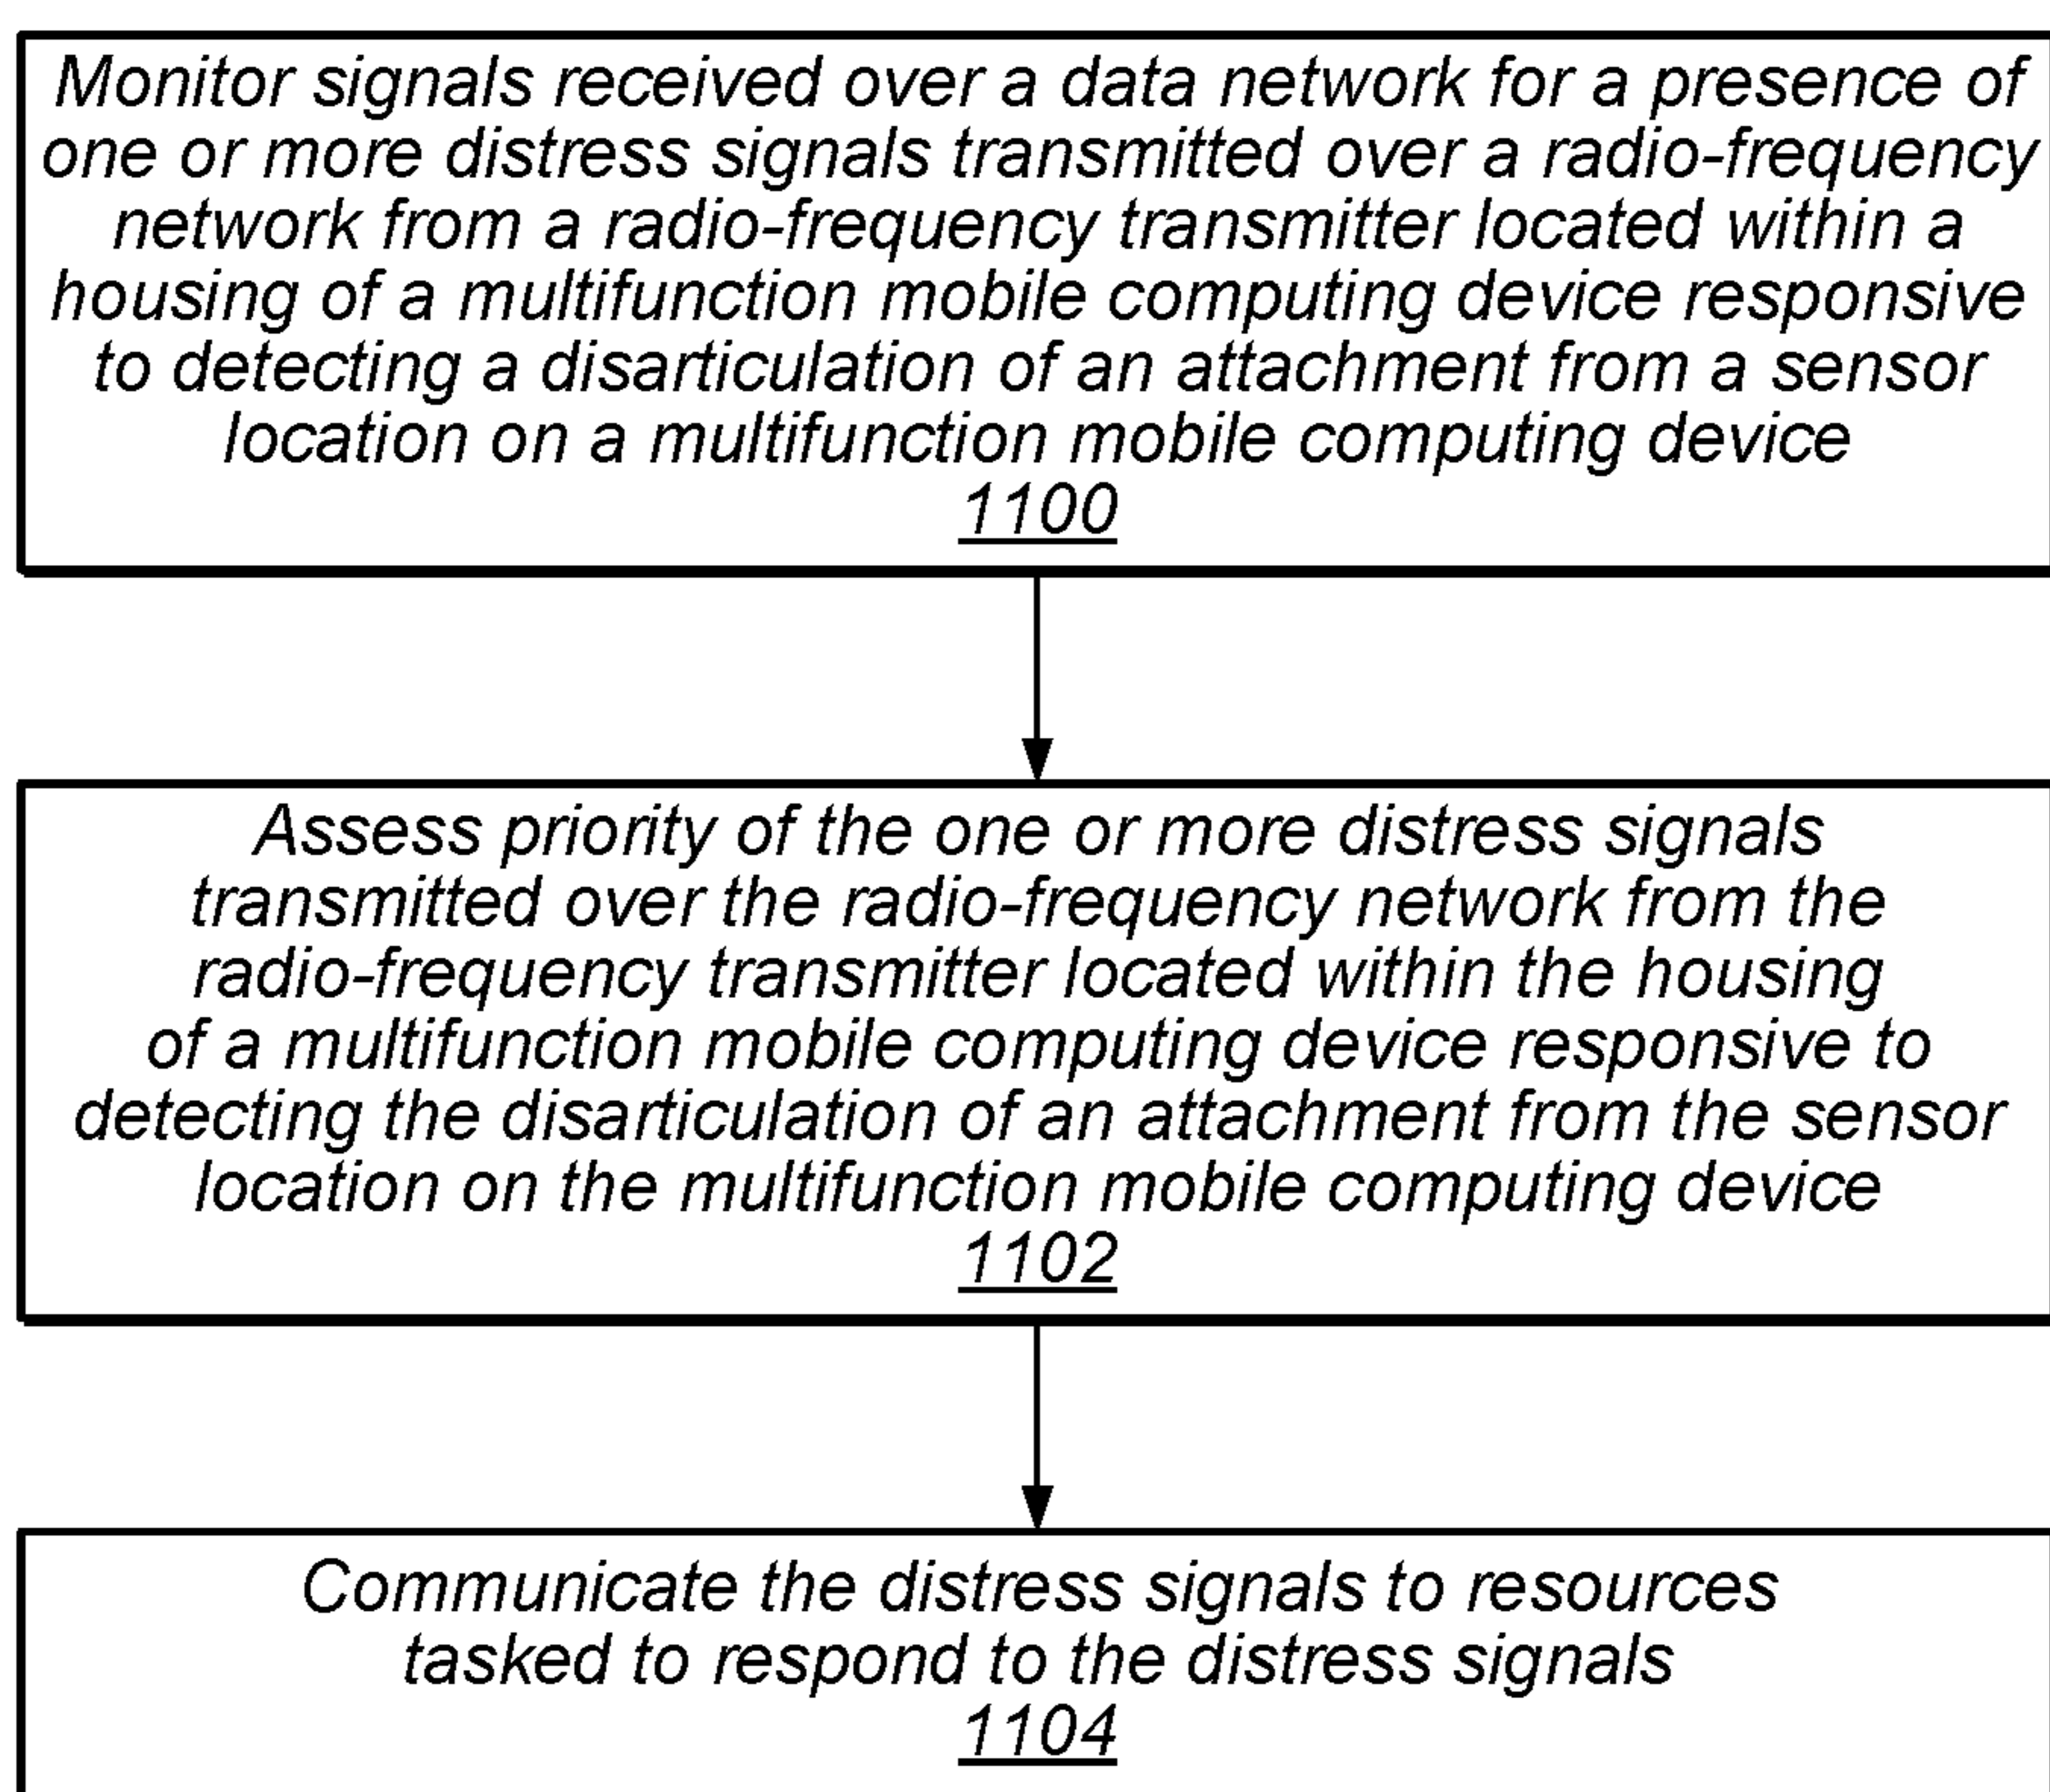 Monitor signals received over a data network for a presence of
one or more distress signals transmitted over a radio-frequency
network from a radio-frequency transmitter located within a
housing of a multifunction mobile computing device responsive
to detecting a disarticulation of an attachment from a sensor
location on a multifunction mobile computing device
1100
Assess priority of the one or more distress signals
transmitted over the radio-frequency network from the
radio-frequency transmitter located within the housing
of a multifunction mobile computing device responsive to
detecting the disarticulation of an attachment from the sensor
location on the multifunction mobile computing device
1102
Communicate the distress signals to resources
tasked to respond to the distress signals
1104